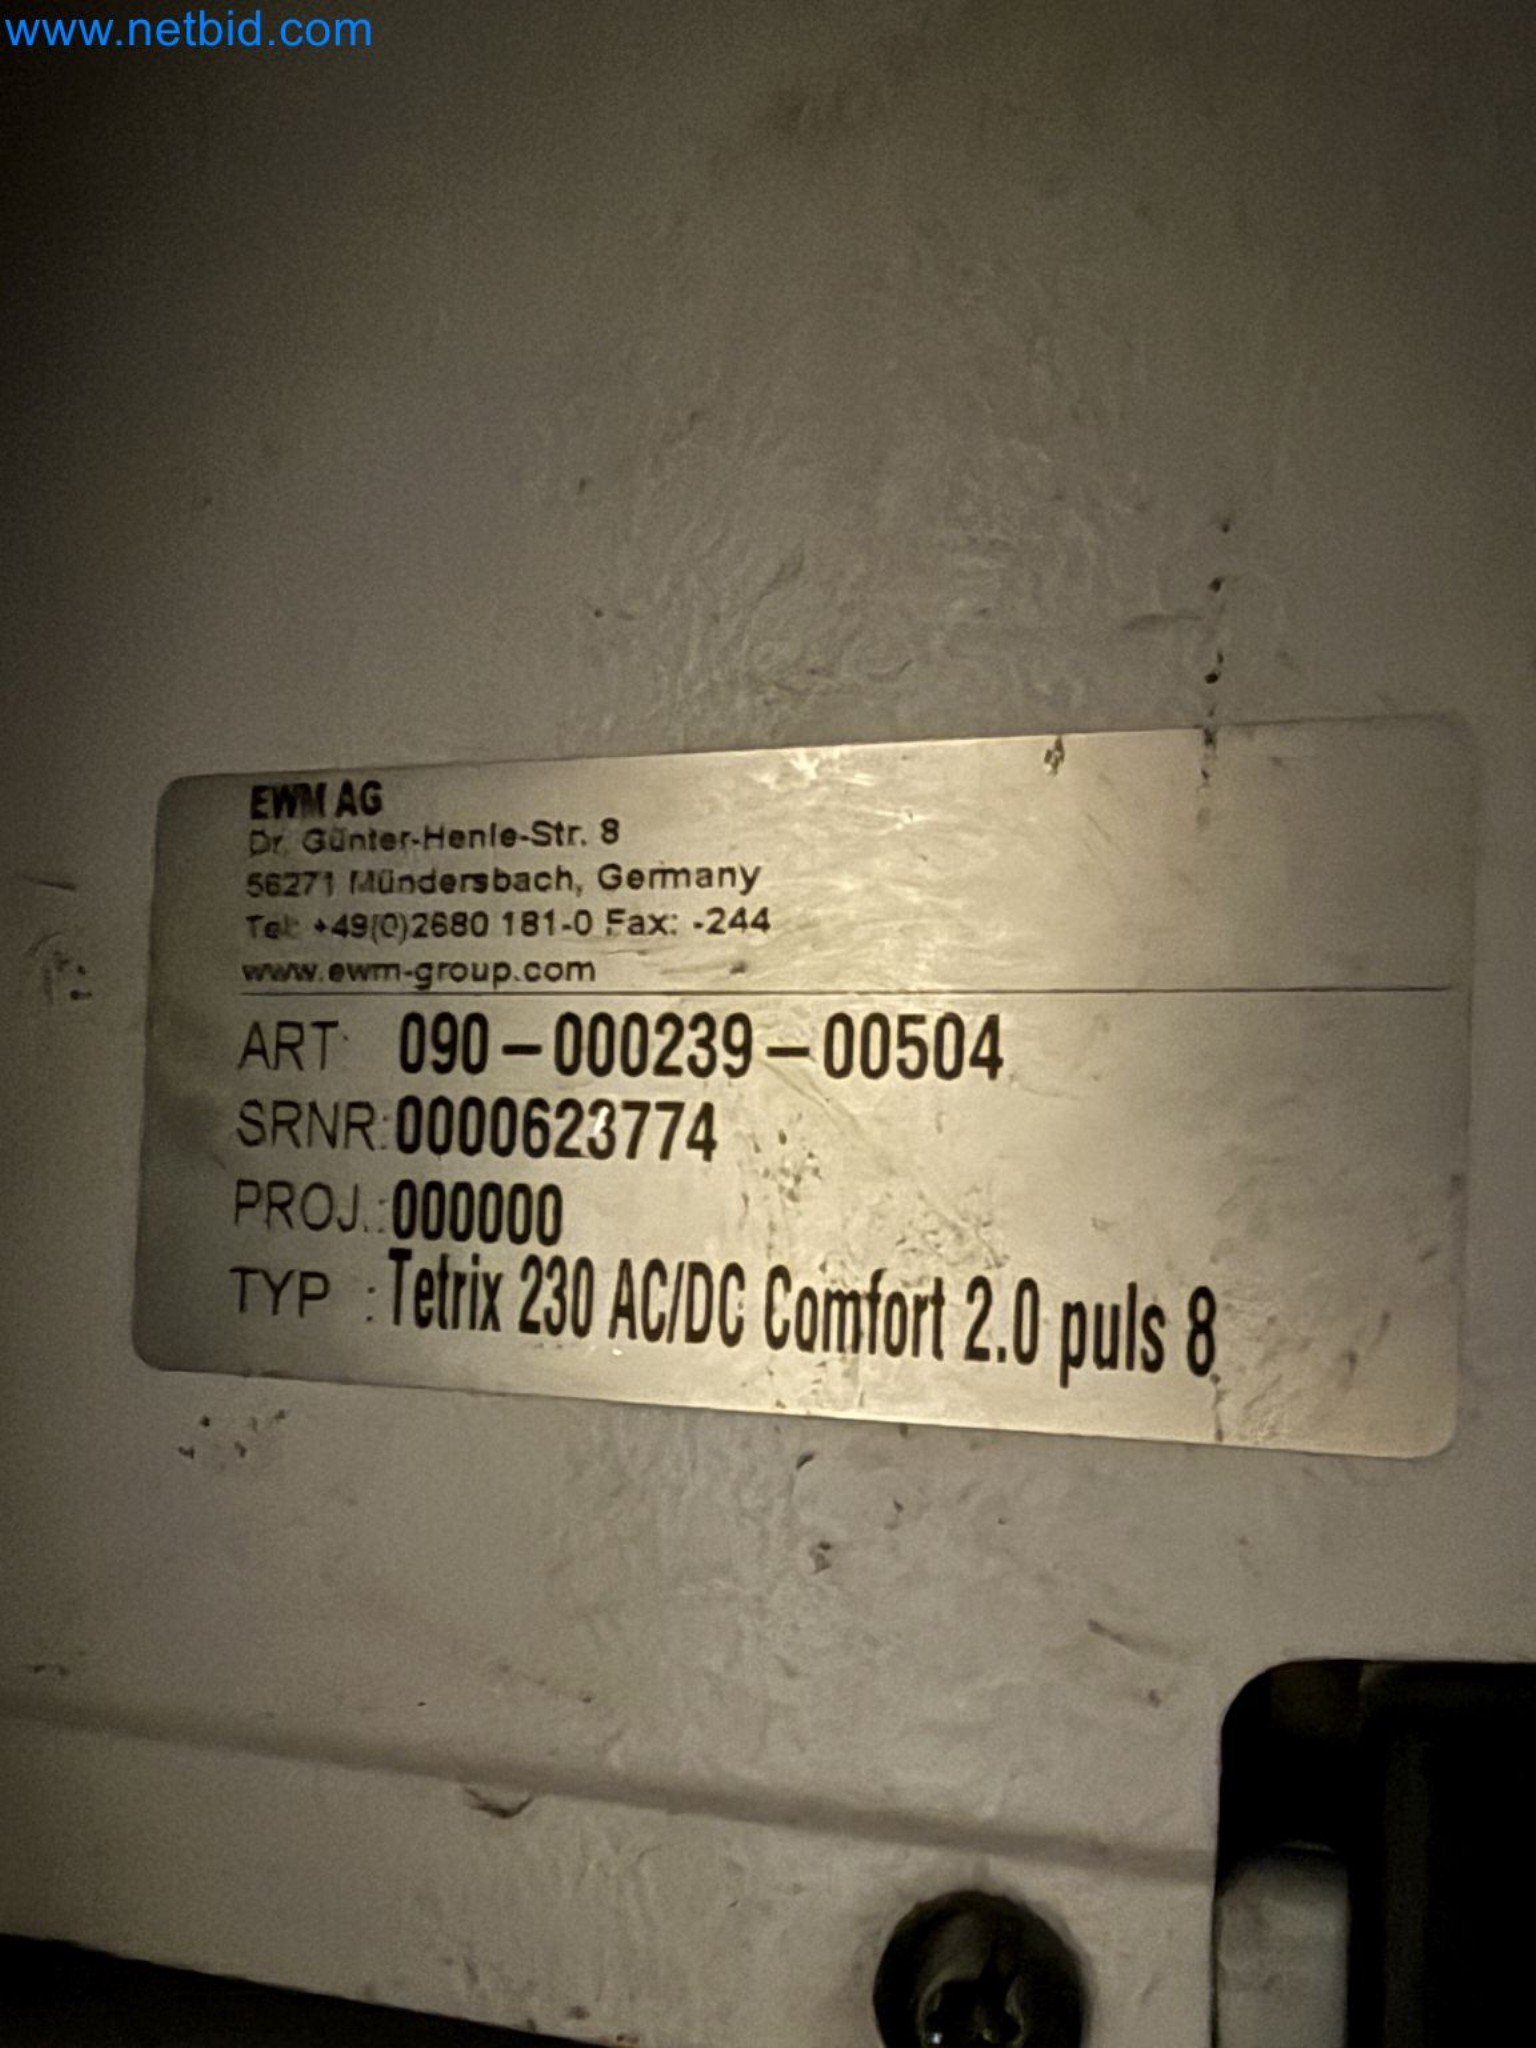 www.netbid.com
EWM AG
Dr. Günter-Henle-Str. 8
56271 Mündersbach, Germany
Tel: +49(0)2680 181-0 Fax: -244
www.ewm-group.com
ART: 090-000239-00504
SRNR:0000623774
PROJ.:000000
TYP :Tetrix 230 AC/DC Comfort 2.0 puls 8